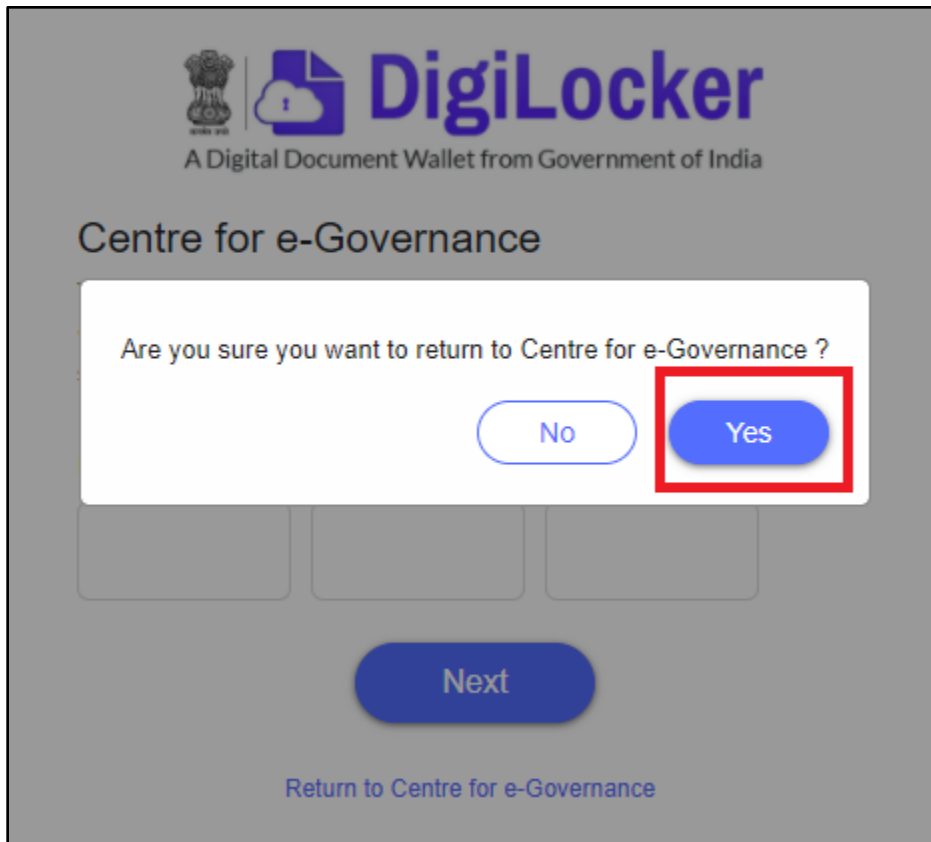 DigiLocker
A Digital Document Wallet from Government of India
Centre for e-Governance
Are you sure you want to return to Centre for e-Governance ?
No
Yes
Next
Return to Centre for e-Governance